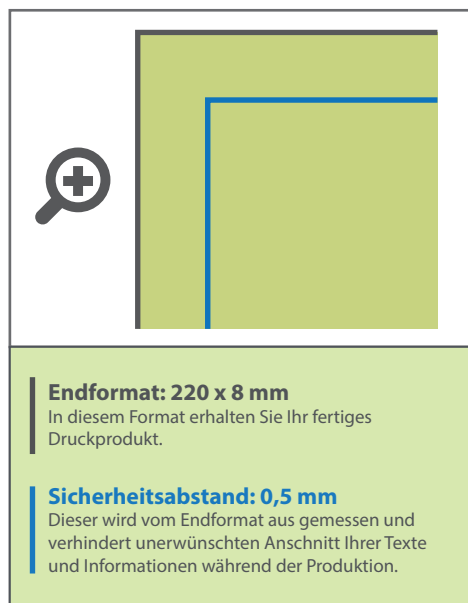 Endformat: 220 x 8 mm
In diesem Format erhalten Sie Ihr fertiges
Druckprodukt.
Sicherheitsabstand: 0,5 mm
Dieser wird vom Endformat aus gemessen und
verhindert unerwünschten Anschnitt Ihrer Texte
und Informationen während der Produktion.